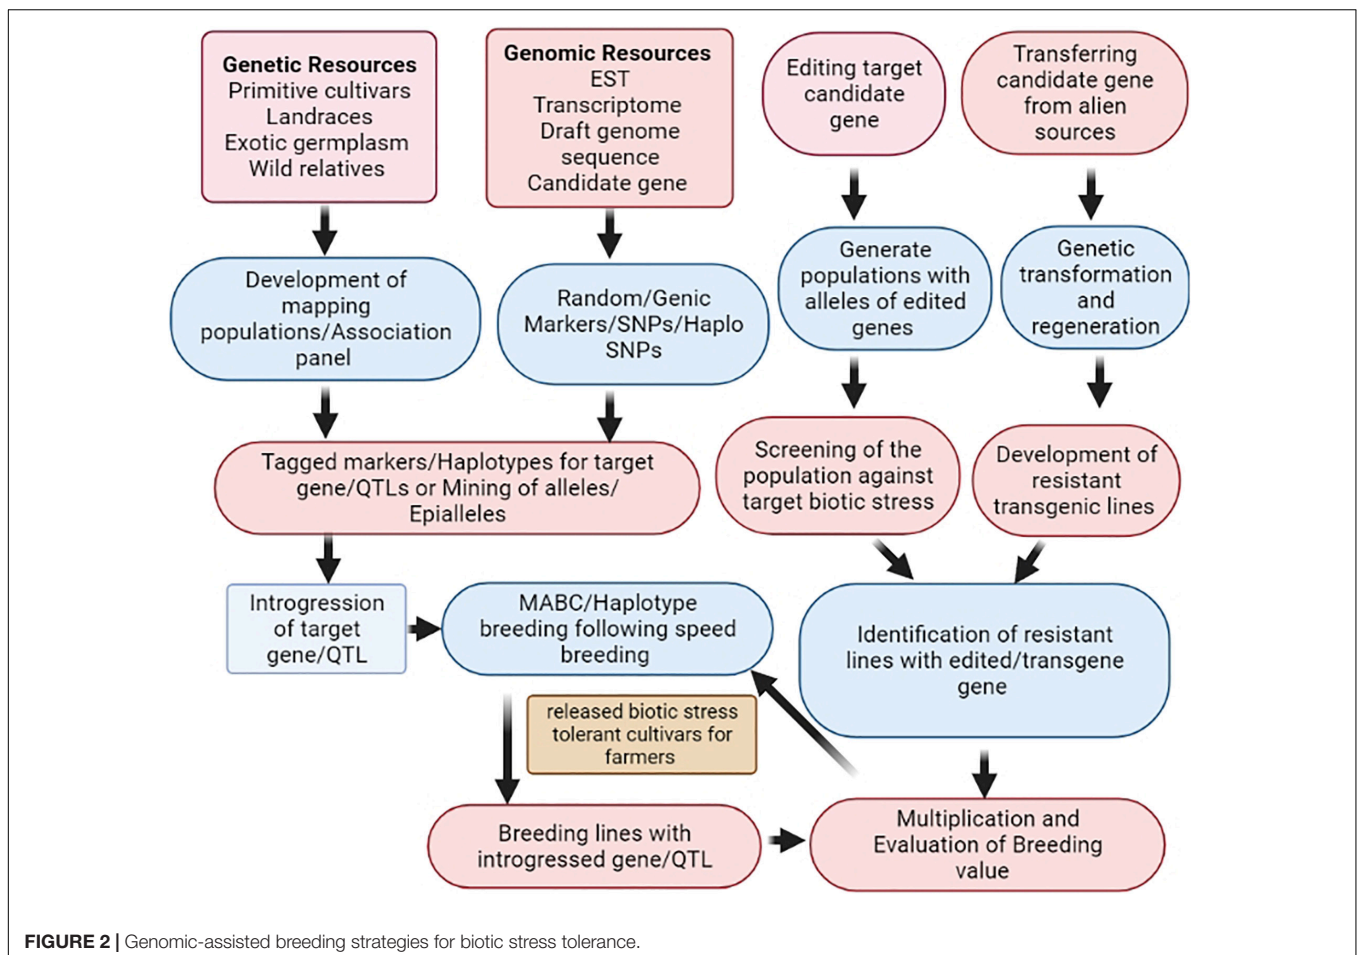 Genetic Resources
Primitive cultivars
Landraces
Exotic germplasm
Wild relatives
Genomic Resources
EST
Transcriptome
Draft genome
sequence
Candidate gene
Editing target
candidate
gene
Transferring
candidate gene
from alien
sources
Development of
mapping
populations/Association
panel
Random/Genic
Markers/SNPs/Haplo
SNPs
Generate
populations with
alleles of edited
genes
Genetic
transformation
and
regeneration
Tagged markers/Haplotypes for target
gene/QTLs or Mining of alleles/
Epialleles
Screening of the
population against
target biotic stress
Development of
resistant
transgenic lines
Introgression
of target
gene/QTL
MABC/Haplotype
breeding following speed
breeding
Identification of resistant
lines with edited/transgene
gene
released biotic stress
tolerant cultivars for
farmers
Breeding lines with
introgressed gene/QTL
Multiplication and
Evaluation of Breeding
value
FIGURE 2 | Genomic-assisted breeding strategies for biotic stress tolerance.